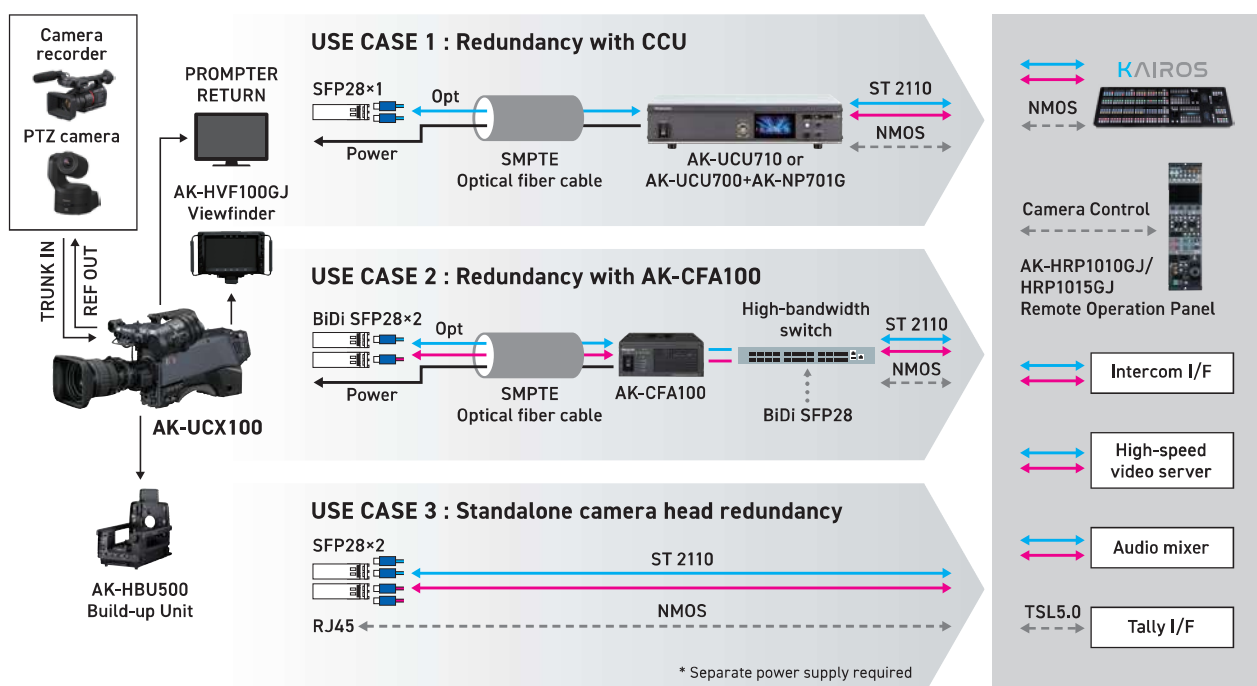 Camera
recorder
PTZ camera
TRUNK IN
REF OUT
PROMPTER
RETURN
AK-HVF100GJ
Viewfinder
AK-UCX100
AK-HBU500
Build-up Unit
USE CASE 1 : Redundancy with CCU
SFP28×1
Opt
Power
SMPTE
Optical fiber cable
AK-UCU710 or
AK-UCU700+AK-NP701G
ST 2110
NMOS
USE CASE 2 : Redundancy with AK-CFA100
BiDi SFP28×2
Opt
Power
SMPTE
Optical fiber cable
AK-CFA100
High-bandwidth
switch
BiDi SFP28
ST 2110
NMOS
USE CASE 3 : Standalone camera head redundancy
SFP28×2
ST 2110
NMOS
RJ45
* Separate power supply required
KAIROS
NMOS
Camera Control
AK-HRP1010GJ/
HRP1015GJ
Remote Operation Panel
Intercom I/F
High-speed
video server
Audio mixer
TSL5.0
Tally I/F